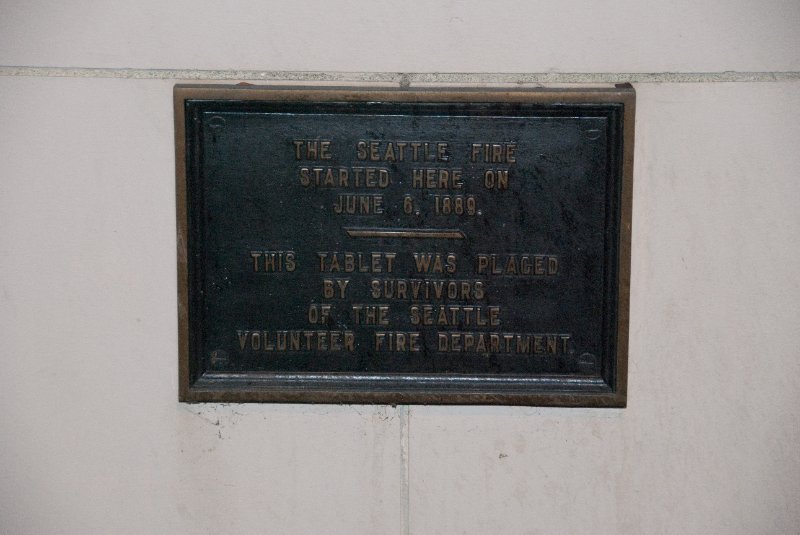 THE SEATTLE FIRE
STARTED HERE ON
JUNE 6, 1889.
THIS TABLET WAS PLACED
BY SURVIVORS
OF THE SEATTLE
VOLUNTEER FIRE DEPARTMENT.